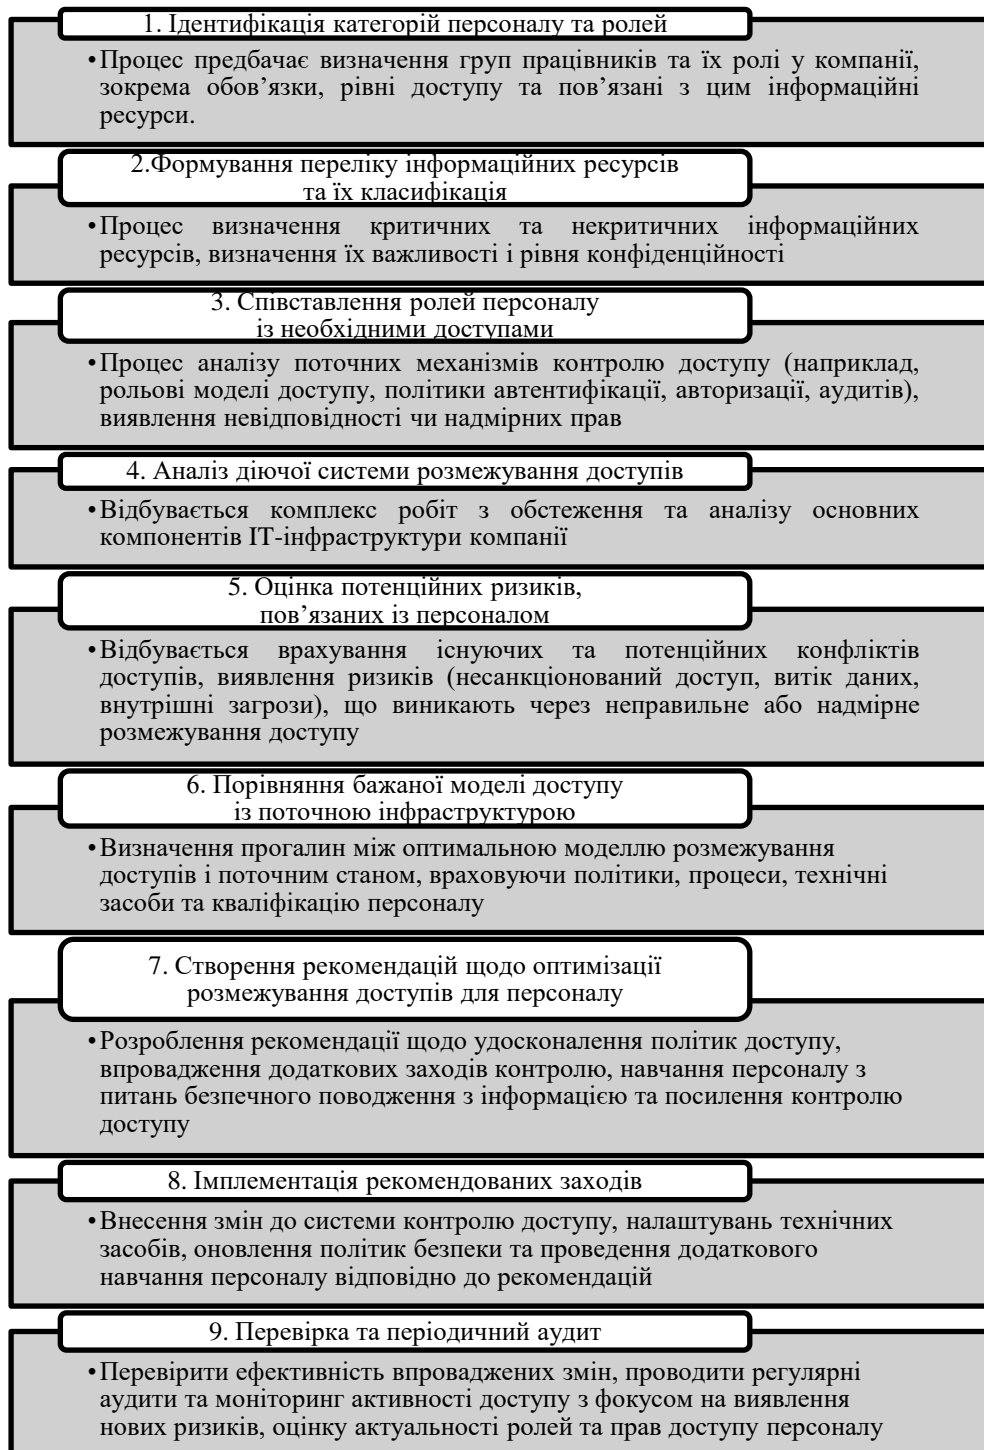 1. Ідентифікація категорій персоналу та ролей
•Процес предбачає визначення груп працівників та їх ролі у компанії,
зокрема обов’язки, рівні доступу та пов’язані з цим інформаційні
ресурси.
2.Формування переліку інформаційних ресурсів
та їх класифікація
•Процес визначення критичних та некритичних інформаційних
ресурсів, визначення їх важливості і рівня конфіденційності
3. Співставлення ролей персоналу
із необхідними доступами
•Процес аналізу поточних механізмів контролю доступу (наприклад,
рольові моделі доступу, політики автентифікації, авторизації, аудитів),
виявлення невідповідності чи надмірних прав
4. Аналіз діючої системи розмежування доступів
•Відбувається комплекс робіт з обстеження та аналізу основних
компонентів ІТ-інфраструктури компанії
5. Оцінка потенційних ризиків,
пов’язаних із персоналом
•Відбувається врахування існуючих та потенційних конфліктів
доступів, виявлення ризиків (несанкціонований доступ, витік даних,
внутрішні загрози), що виникають через неправильне або надмірне
розмежування доступу
6. Порівняння бажаної моделі доступу
із поточною інфраструктурою
•Визначення прогалин між оптимальною моделлю розмежування
доступів і поточним станом, враховуючи політики, процеси, технічні
засоби та кваліфікацію персоналу
7. Створення рекомендацій щодо оптимізації
розмежування доступів для персоналу
•Розроблення рекомендації щодо удосконалення політик доступу,
впровадження додаткових заходів контролю, навчання персоналу з
питань безпечного поводження з інформацією та посилення контролю
доступу
8. Імплементація рекомендованих заходів
•Внесення змін до системи контролю доступу, налаштувань технічних
засобів, оновлення політик безпеки та проведення додаткового
навчання персоналу відповідно до рекомендацій
9. Перевірка та періодичний аудит
•Перевірити ефективність впроваджених змін, проводити регулярні
аудити та моніторинг активності доступу з фокусом на виявлення
нових ризиків, оцінку актуальності ролей та прав доступу персоналу